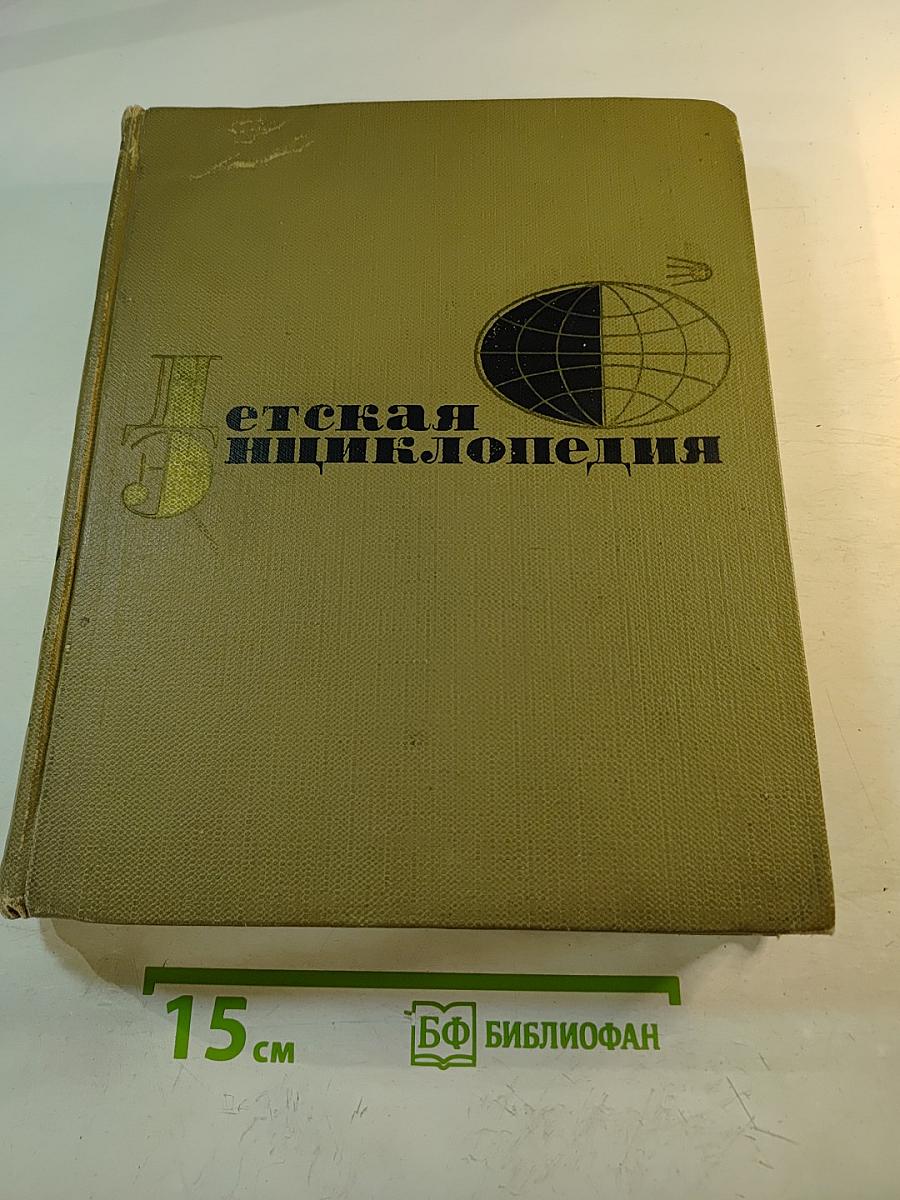 Детская
Энциклопедия
15 см
БФ БИБЛИОФАН